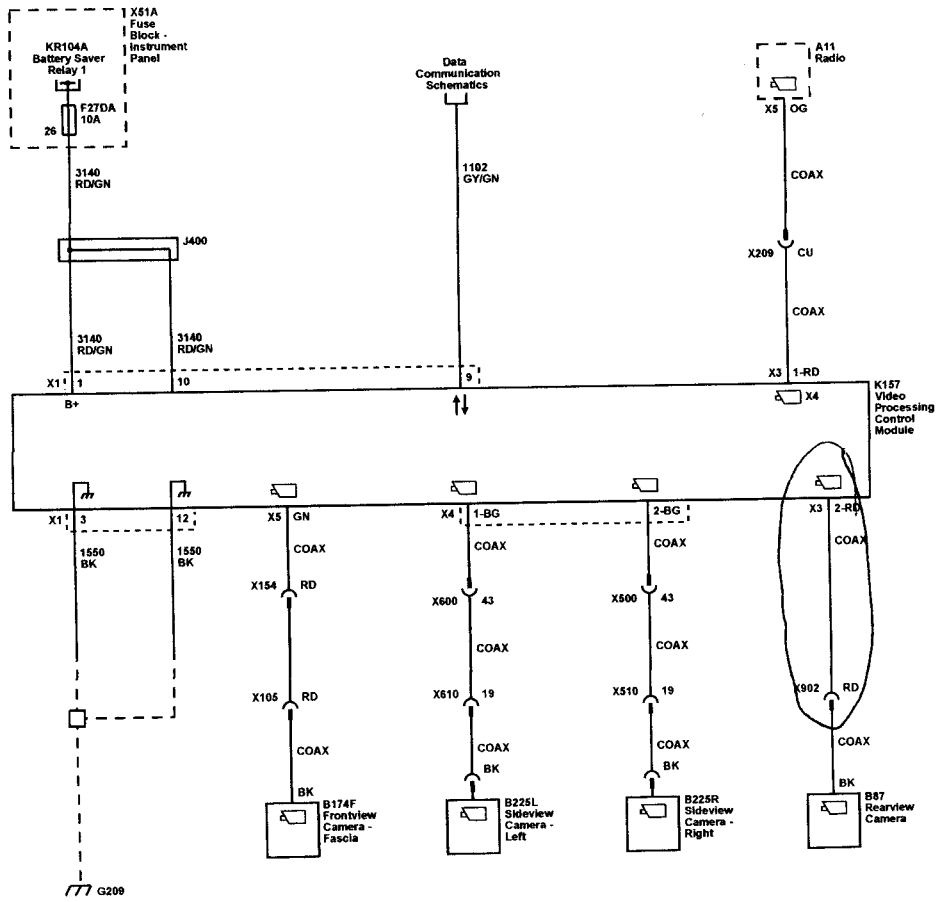 X51A
Fuse
Block -
Instrument
Panel
KR104A
Battery Saver
Relay 1
F27DA
10A
26
3140
RD/GN
J400
3140
RD/GN
3140
RD/GN
Data
Communication
Schematics
1102
GY/GN
A11
Radio
X5 OG
COAX
X209 CU
COAX
X1 1 10 9
X3 1-RD
B+
X4
K157
Video
Processing
Control
Module
X1 3 12
1550
BK
1550
BK
X5 GN
COAX
X154 RD
X105 RD
COAX
BK
B174F
Frontview
Camera -
Fascia
X4 1-BG
COAX
X600 43
COAX
X610 19
COAX
BK
B225L
Sideview
Camera -
Left
2-BG
COAX
X500 43
COAX
X510 19
COAX
BK
B225R
Sideview
Camera -
Right
X3 2-RD
COAX
X902 RD
COAX
BK
B87
Rearview
Camera
G209